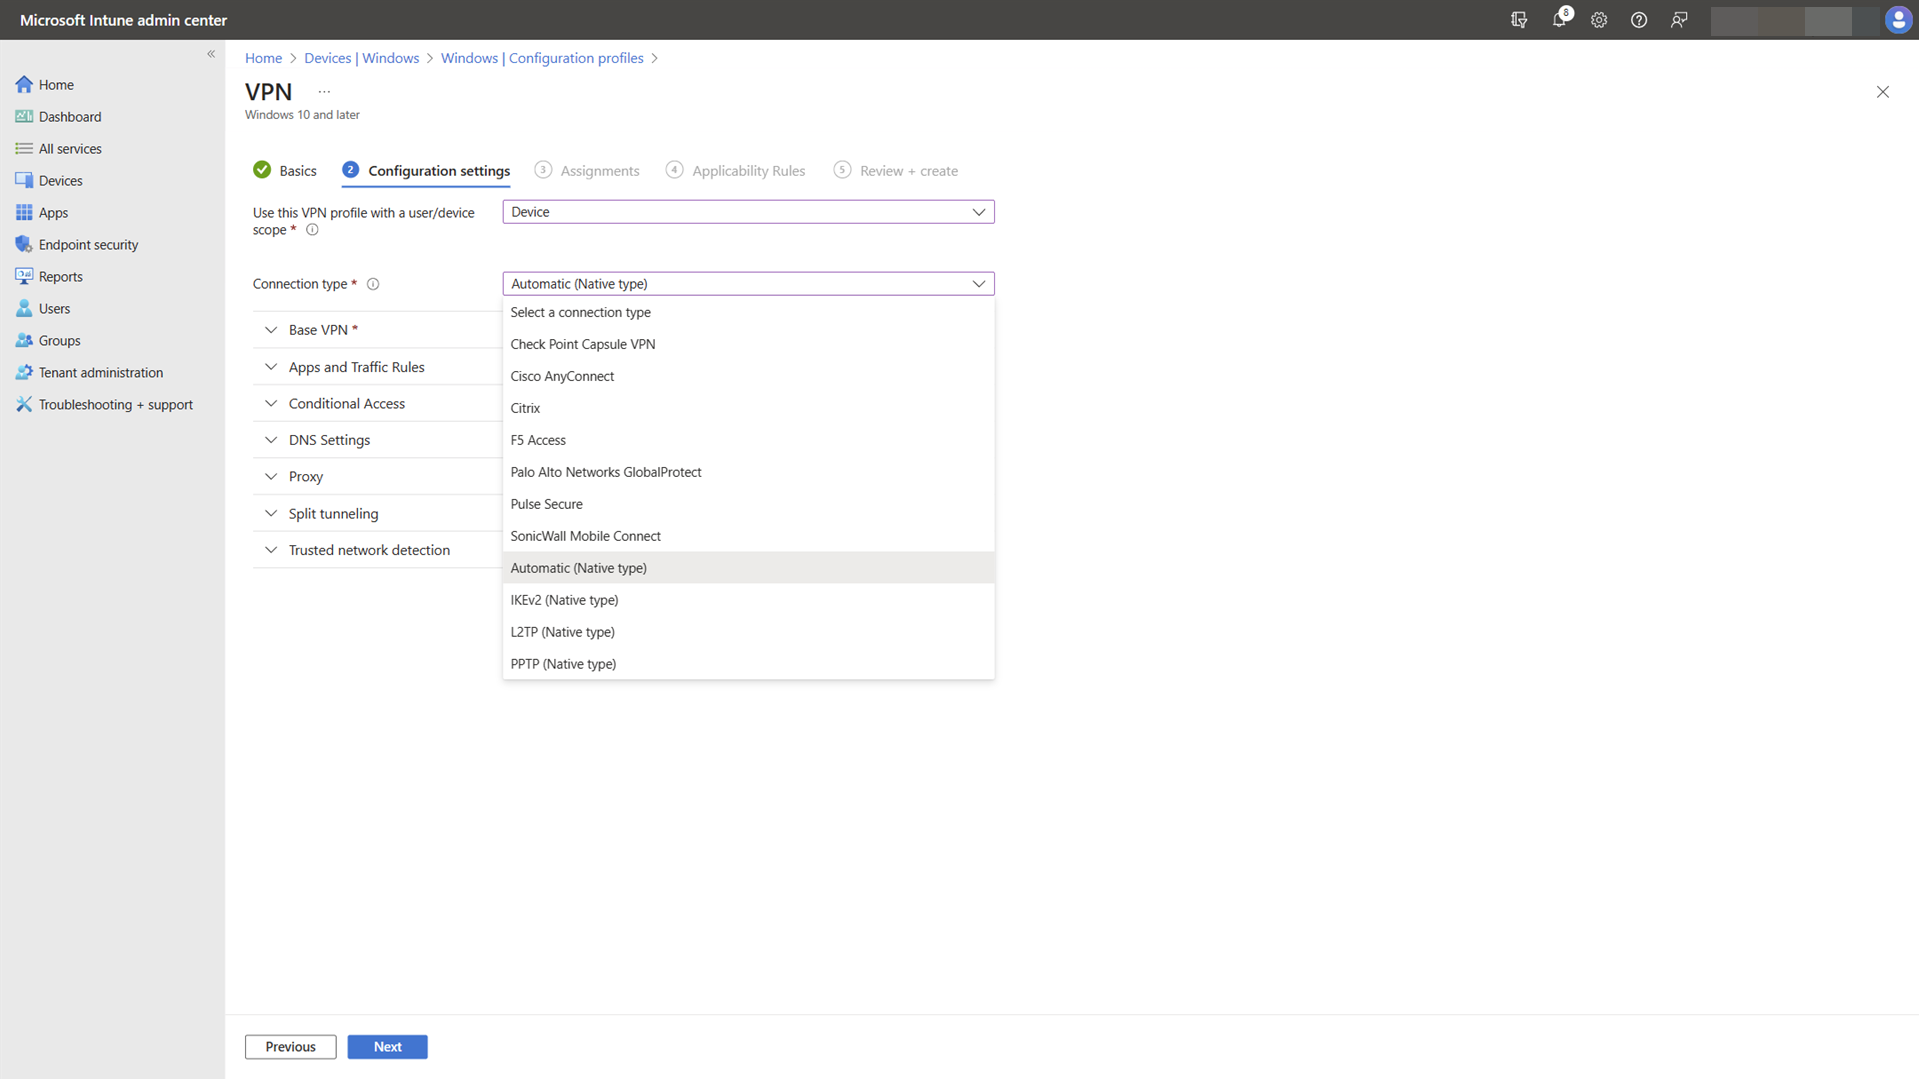 Microsoft Intune admin center
8
«
Home
Dashboard
All services
Devices
Apps
Endpoint security
Reports
Users
Groups
Tenant administration
Troubleshooting + support
Home > Devices | Windows > Windows | Configuration profiles >
VPN ...
Windows 10 and later
Basics
2 Configuration settings
3 Assignments
4 Applicability Rules
5 Review + create
Use this VPN profile with a user/device
scope *
Device
Connection type *
Automatic (Native type)
Base VPN *
Apps and Traffic Rules
Conditional Access
DNS Settings
Proxy
Split tunneling
Trusted network detection
Select a connection type
Check Point Capsule VPN
Cisco AnyConnect
Citrix
F5 Access
Palo Alto Networks GlobalProtect
Pulse Secure
SonicWall Mobile Connect
Automatic (Native type)
IKEv2 (Native type)
L2TP (Native type)
PPTP (Native type)
Previous
Next